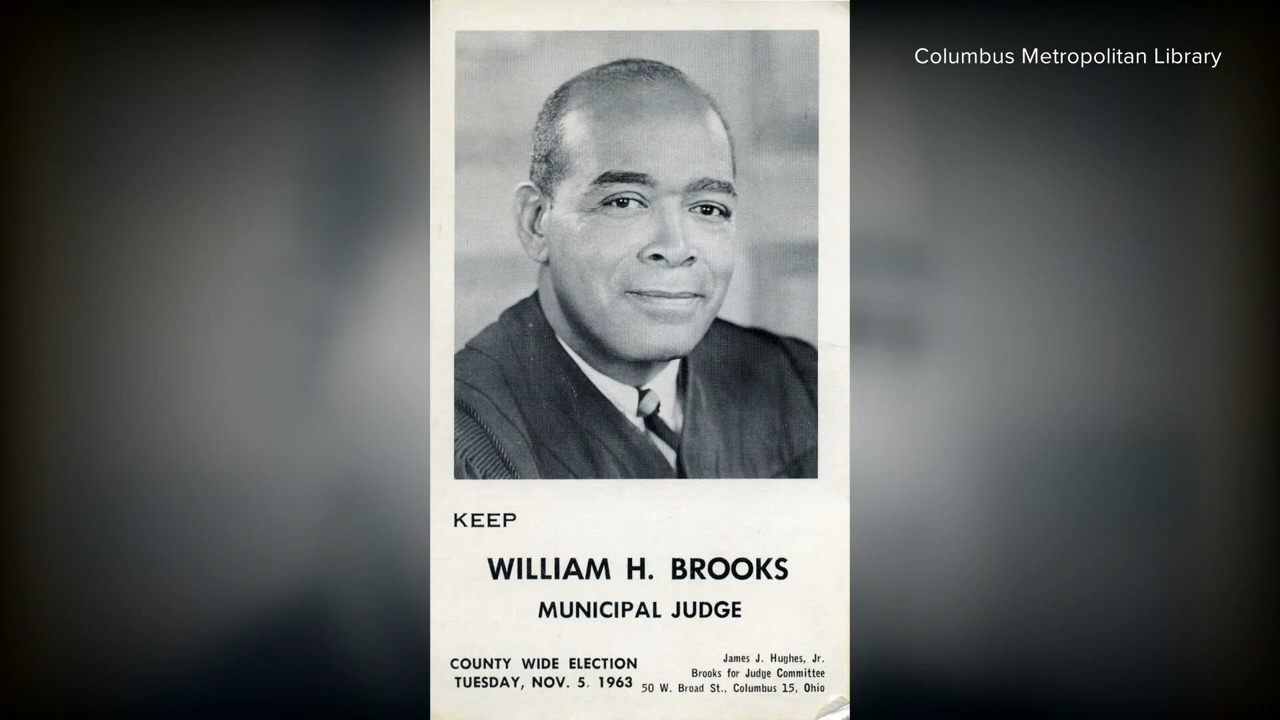 Columbus Metropolitan Library
KEEP
WILLIAM H. BROOKS
MUNICIPAL JUDGE
COUNTY WIDE ELECTION
TUESDAY, NOV. 5, 1963
James J. Hughes, Jr.
Brooks for Judge Committee
50 W. Broad St., Columbus 15, Ohio